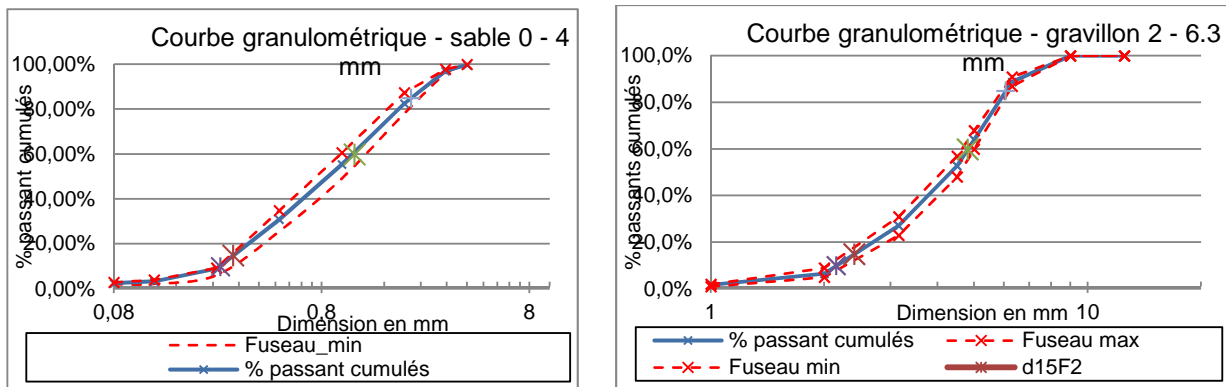 Courbe granulométrique - sable 0 - 4
mm
% passant cumulés
100,00%
80,00%
60,00%
40,00%
20,00%
0,00%
0,08
0,8
8
Dimension en mm
Fuseau_min
% passant cumulés
Courbe granulométrique - gravillon 2 - 6.3
mm
% passants cumulés
100,0%
80,0%
60,0%
40,0%
20,0%
0,0%
1
Dimension en mm
10
% passant cumulés
Fuseau max
Fuseau min
d15F2